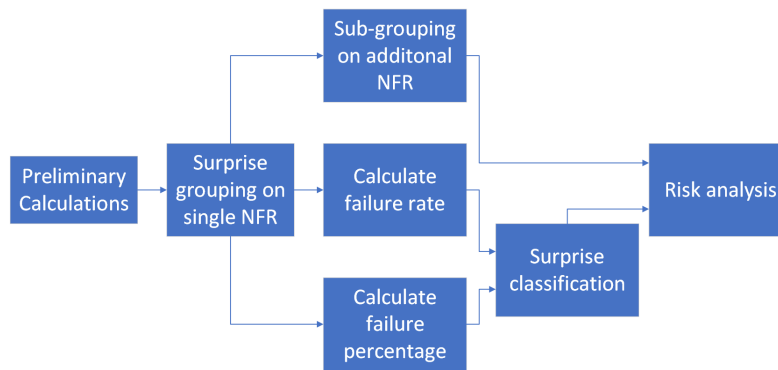 Preliminary
Calculations
Surprise
grouping on
single NFR
Sub-grouping
on additonal
NFR
Calculate
failure rate
Calculate
failure
percentage
Surprise
classification
Risk analysis